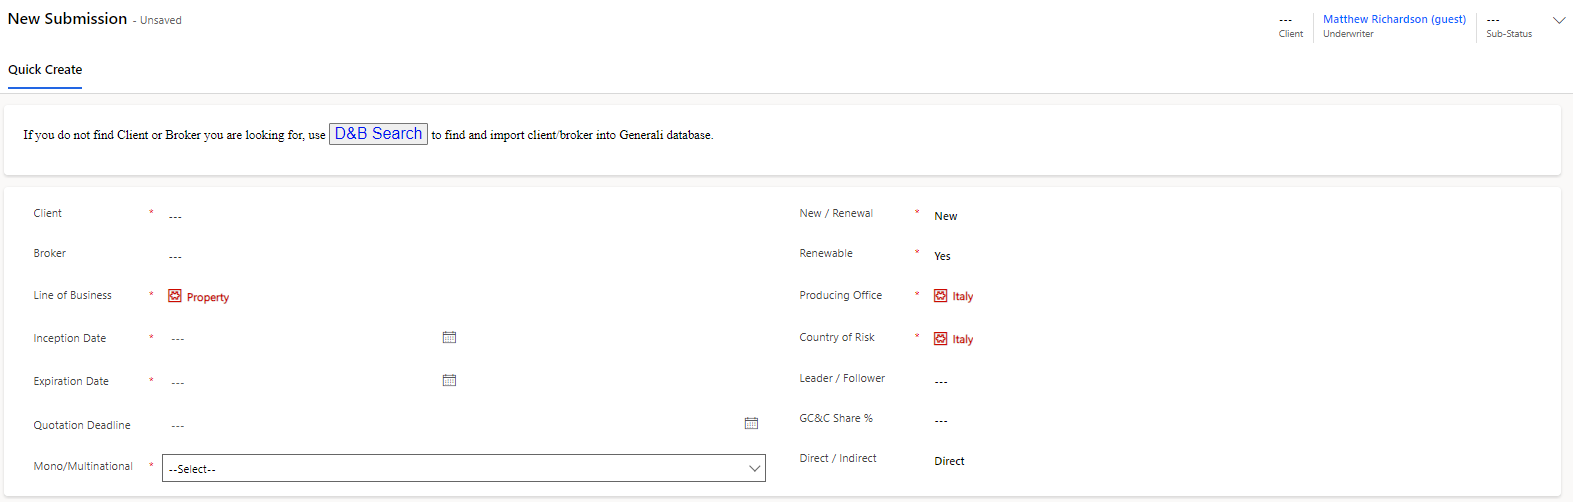 New Submission - Unsaved
--- Matthew Richardson (guest) ---
Client Underwriter Sub-Status
Quick Create
If you do not find Client or Broker you are looking for, use D&B Search to find and import client/broker into Generali database.
Client * ---
Broker ---
Line of Business * Property
Inception Date * ---
Expiration Date * ---
Quotation Deadline ---
Mono/Multinational * --Select--
New / Renewal * New
Renewable * Yes
Producing Office * Italy
Country of Risk * Italy
Leader / Follower ---
GC&C Share % ---
Direct / Indirect Direct